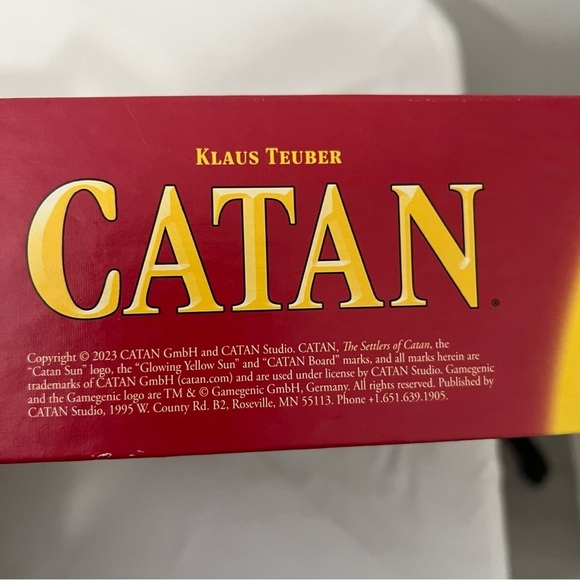 KLAUS TEUBER
CATAN®
Copyright © 2023 CATAN GmbH and CATAN Studio. CATAN, The Settlers of Catan, the
“Catan Sun” logo, the “Glowing Yellow Sun” and “CATAN Board” marks, and all marks herein are
trademarks of CATAN GmbH (catan.com) and are used under license by CATAN Studio. Gamegenic
and the Gamegenic logo are TM & © Gamegenic GmbH, Germany. All rights reserved. Published by
CATAN Studio, 1995 W. County Rd. B2, Roseville, MN 55113. Phone +1.651.639.1905.